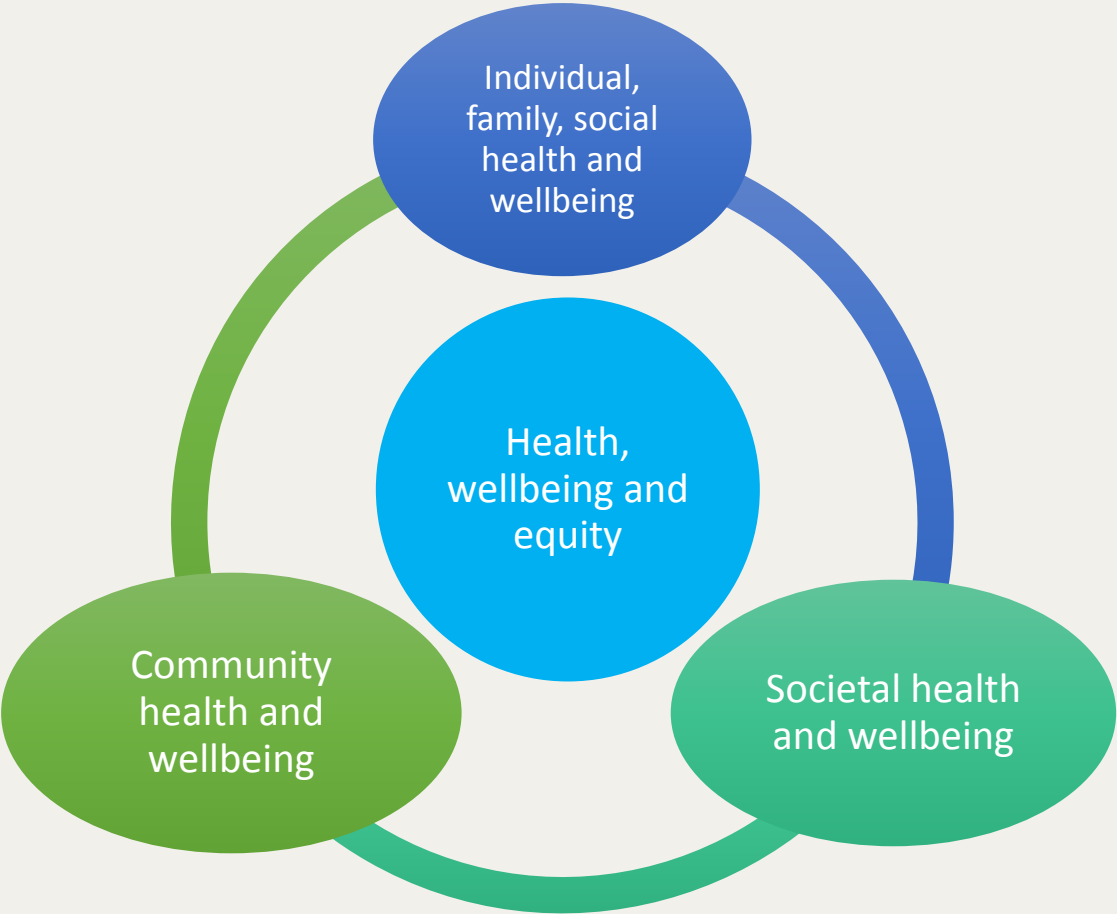 Individual,
family, social
health and
wellbeing
Health,
wellbeing and
equity
Community
health and
wellbeing
Societal health
and wellbeing